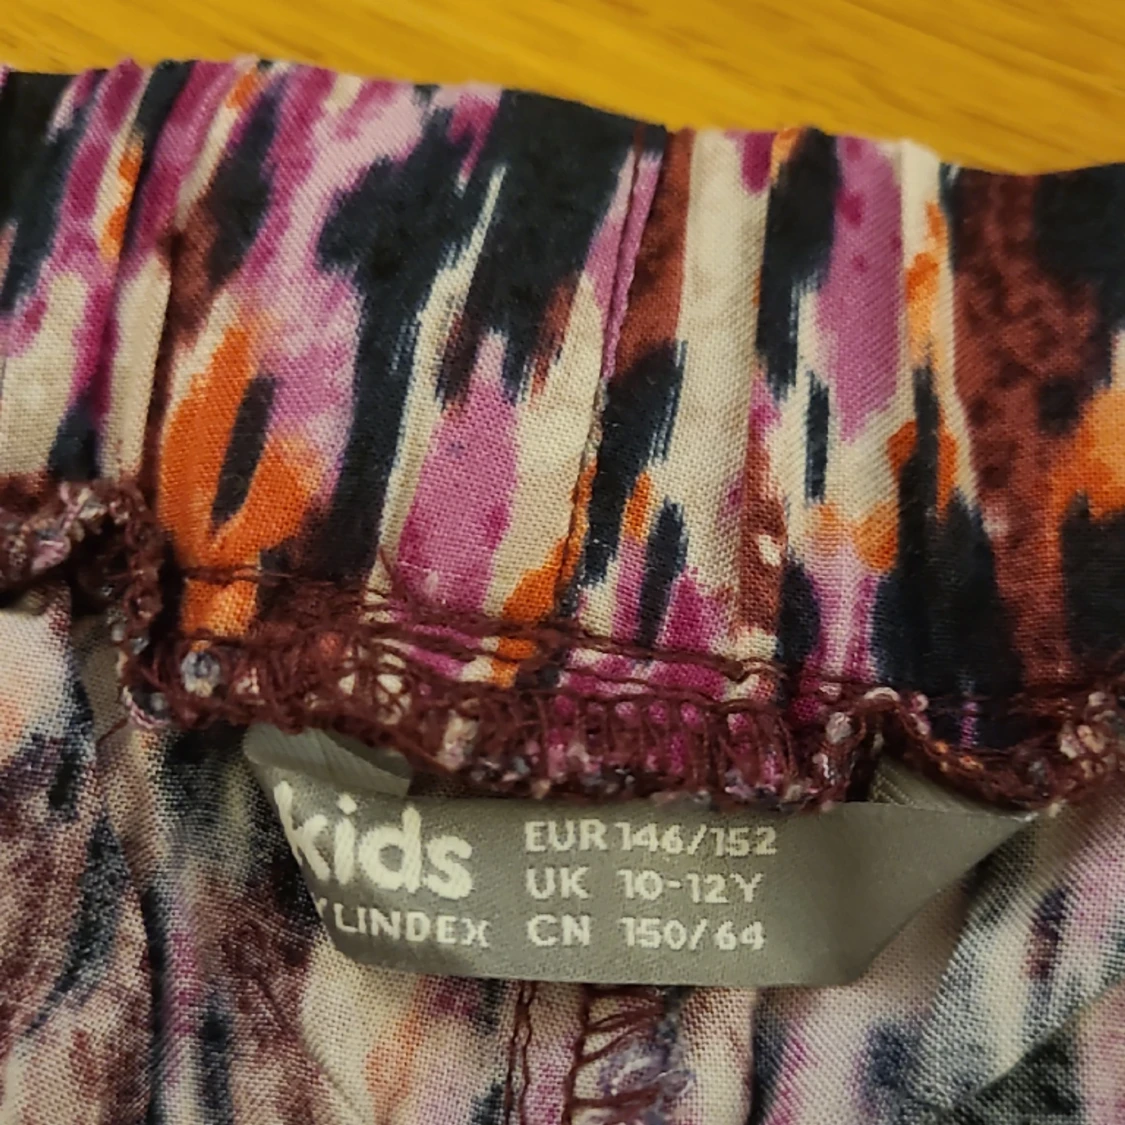 kids
LINDEX
EUR 146/152
UK 10-12Y
CN 150/64